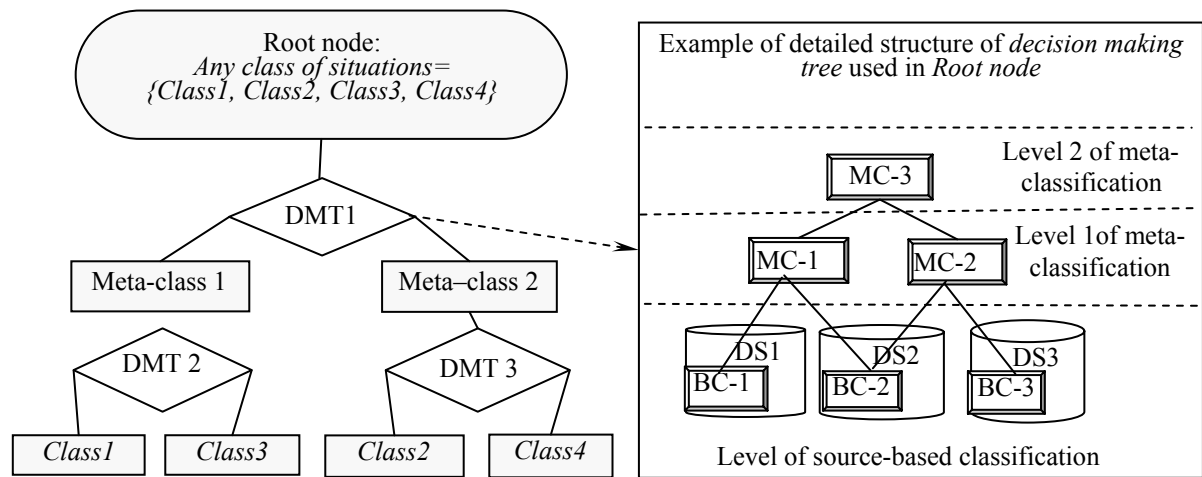 Root node:
Any class of situations=
{Class1, Class2, Class3, Class4}
DMT1
Meta-class 1
Meta–class 2
DMT 2
DMT 3
Class1
Class3
Class2
Class4
Example of detailed structure of decision making
tree used in Root node
Level 2 of meta-
classification
MC-3
Level 1of meta-
classification
MC-1
MC-2
DS1
DS2
DS3
BC-1
BC-2
BC-3
Level of source-based classification